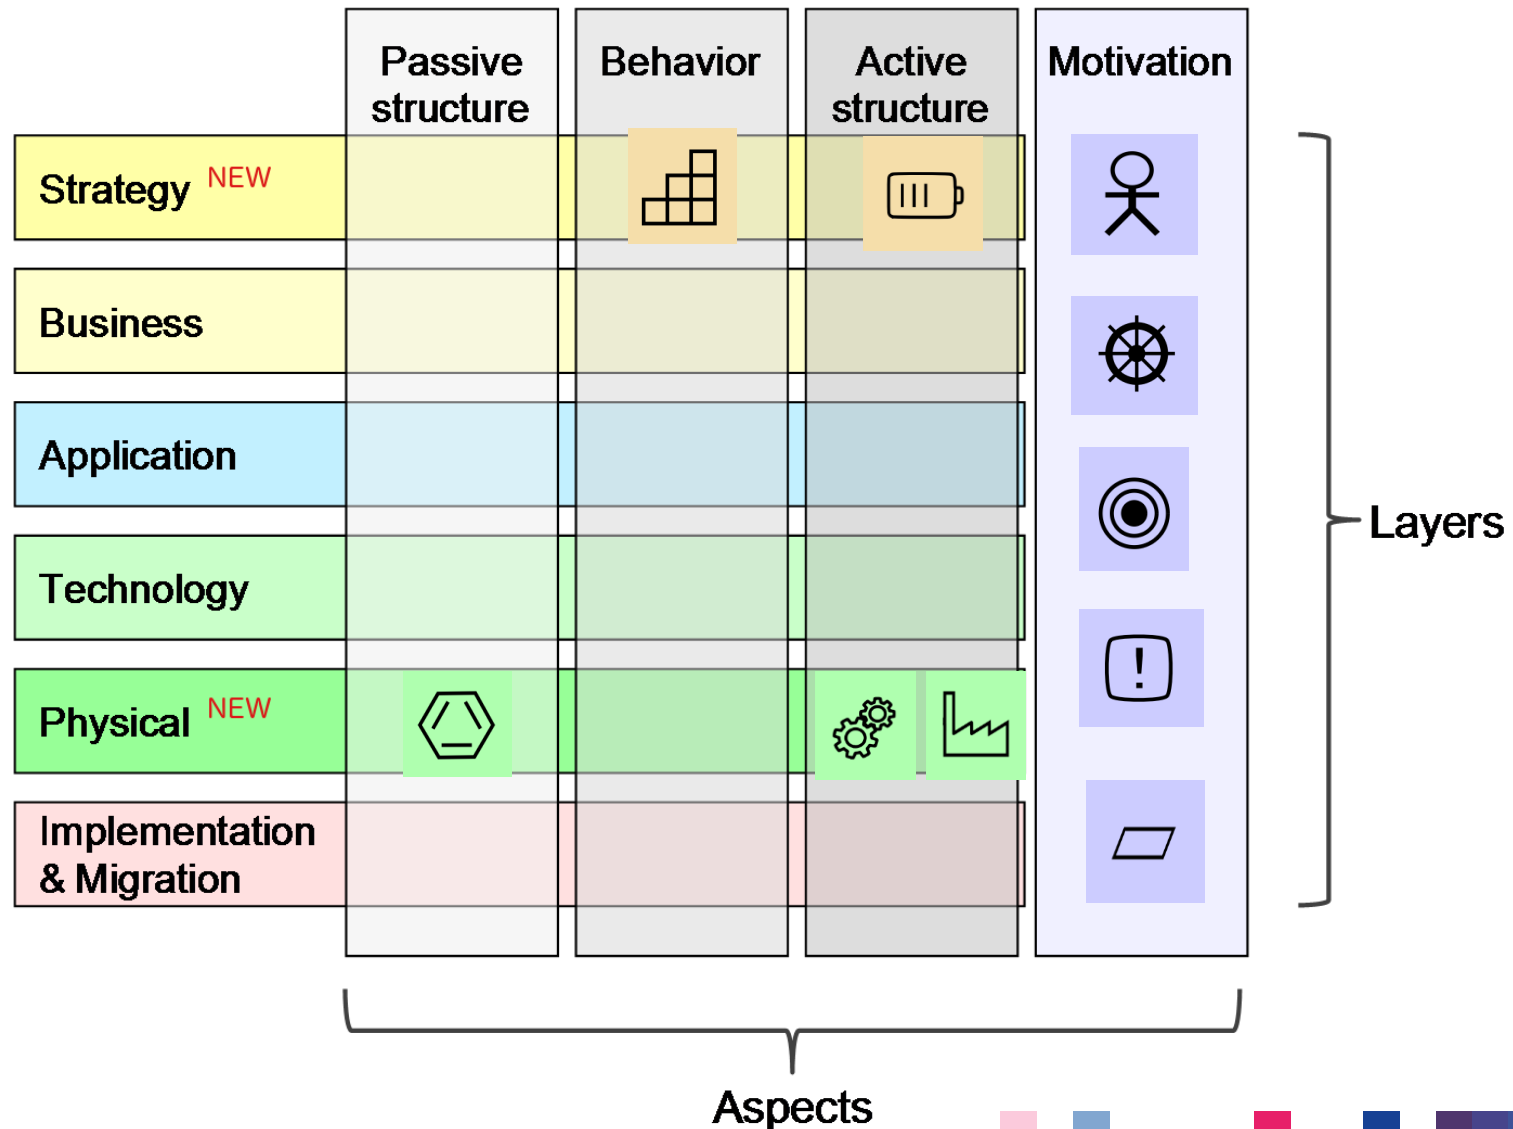 Passive
structure
Behavior
Active
structure
Motivation
Strategy NEW
Business
Application
Technology
Physical NEW
Implementation
& Migration
!
Layers
Aspects